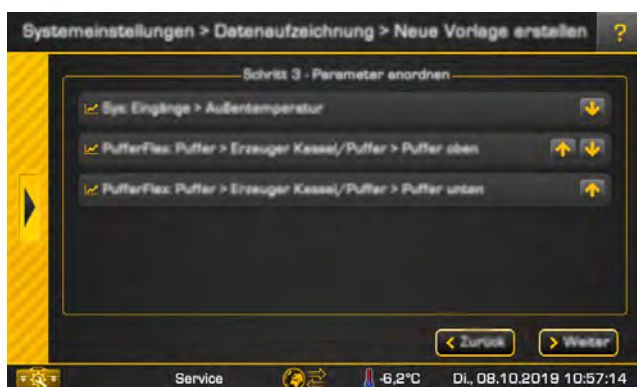 Systemeinstellungen > Datenaufzeichnung > Neue Vorlage erstellen ?
Schritt 3 - Parameter anordnen
Sys: Eingänge > Außentemperatur
PufferFlex: Puffer > Erzeuger Kessel/Puffer > Puffer oben
PufferFlex: Puffer > Erzeuger Kessel/Puffer > Puffer unten
< Zurück > Weiter
Service -6,2°C Di., 08.10.2019 10:57:14